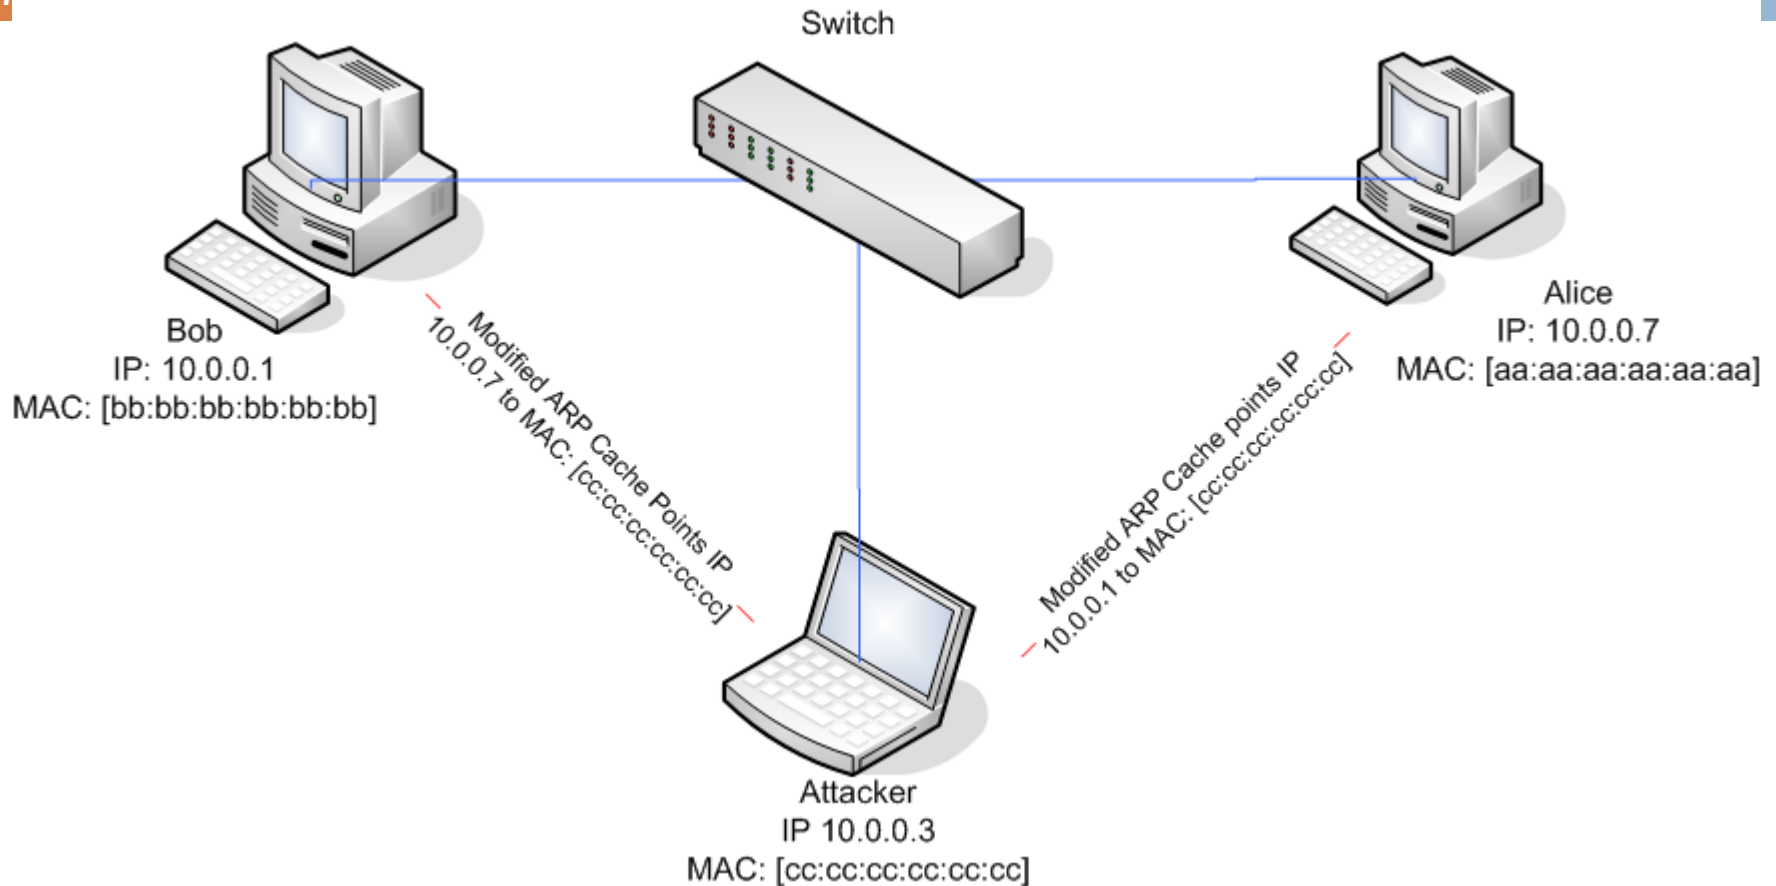 Switch
Bob
IP: 10.0.0.1
MAC: [bb:bb:bb:bb:bb:bb]
Alice
IP: 10.0.0.7
MAC: [aa:aa:aa:aa:aa:aa]
Modified ARP Cache Points IP
10.0.0.7 to MAC: [cc:cc:cc:cc:cc:cc]
Modified ARP Cache points IP
10.0.0.1 to MAC: [cc:cc:cc:cc:cc:cc]
Attacker
IP 10.0.0.3
MAC: [cc:cc:cc:cc:cc:cc]